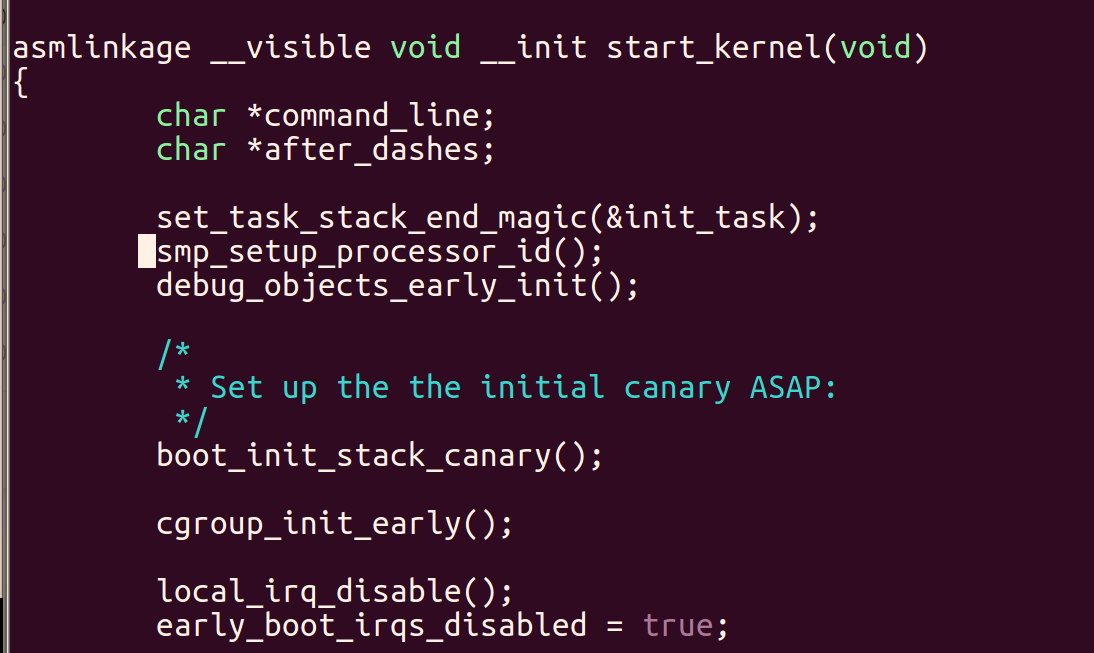 asmlinkage __visible void __init start_kernel(void)
{
        char *command_line;
        char *after_dashes;

        set_task_stack_end_magic(&init_task);
        smp_setup_processor_id();
        debug_objects_early_init();

        /*
         * Set up the the initial canary ASAP:
         */
        boot_init_stack_canary();

        cgroup_init_early();

        local_irq_disable();
        early_boot_irqs_disabled = true;